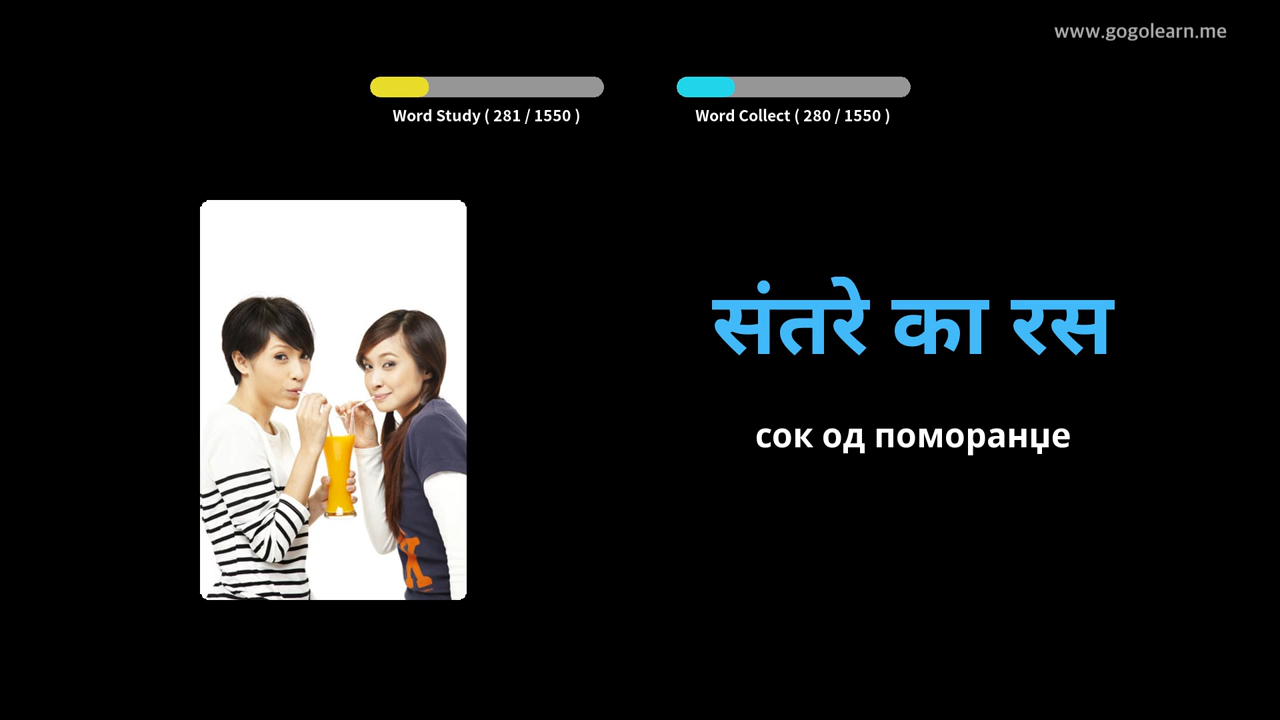 www.gogolearn.me
Word Study ( 281 / 1550 )
Word Collect ( 280 / 1550 )
संतरे का रस
сок од поморанџе